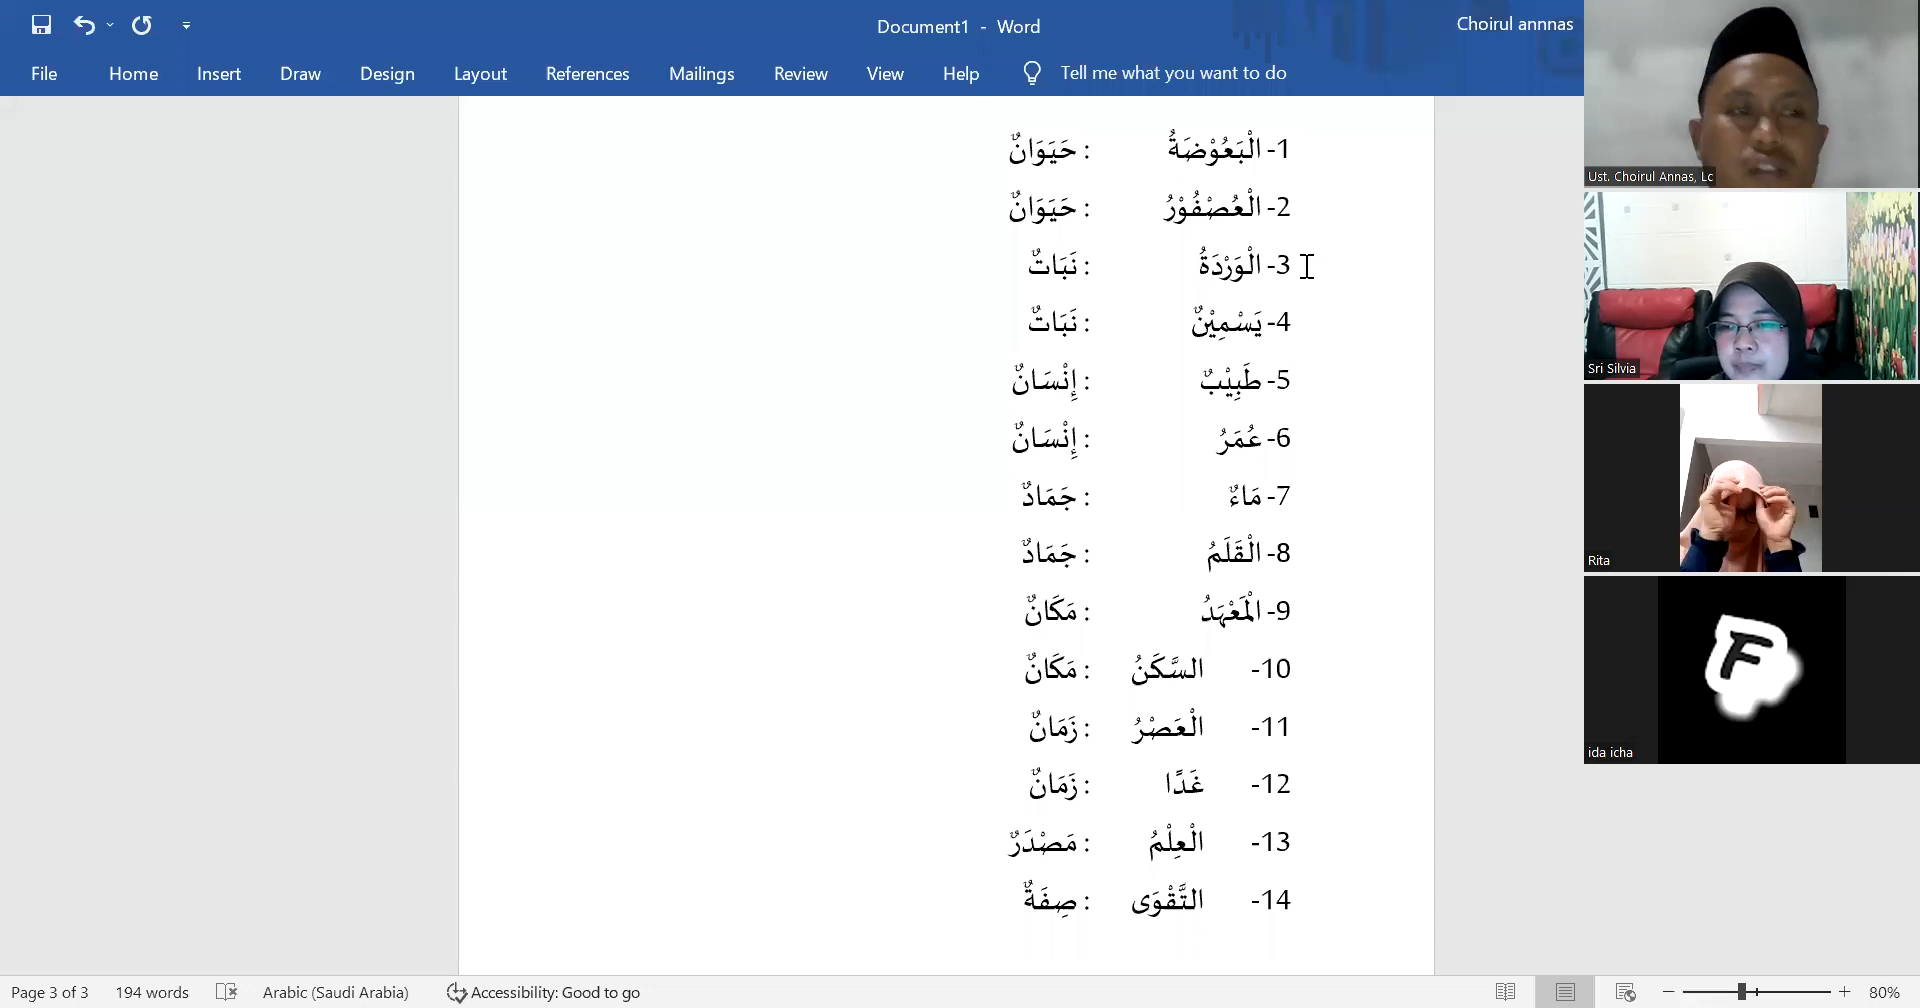 Document1 - Word
Choirul annnas
File Home Insert Draw Design Layout References Mailings Review View Help Tell me what you want to do
1- الْبَعُوْضَةُ : حَيَوَانٌ
2- الْعُصْفُوْرُ : حَيَوَانٌ
3- الْوَرْدَةُ : نَبَاتٌ
4- يَسْمِيْنٌ : نَبَاتٌ
5- طَبِيْبٌ : إِنْسَانٌ
6- عُمَرُ : إِنْسَانٌ
7- مَاءٌ : جَمَادٌ
8- الْقَلَمُ : جَمَادٌ
9- الْمَعْهَدُ : مَكَانٌ
10- السَّكَنُ : مَكَانٌ
11- الْعَصْرُ : زَمَانٌ
12- غَدًا : زَمَانٌ
13- الْعِلْمُ : مَصْدَرٌ
14- التَّقْوَى : صِفَةٌ
Ust. Choirul Annas, Lc
Sri Silvia
Rita
F
ida icha
Page 3 of 3 194 words Arabic (Saudi Arabia) Accessibility: Good to go 80%